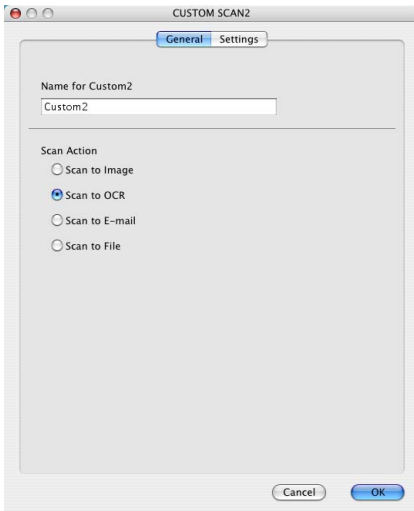 CUSTOM SCAN2
General Settings
Name for Custom2
Custom2
Scan Action
Scan to Image
Scan to OCR
Scan to E-mail
Scan to File
Cancel OK